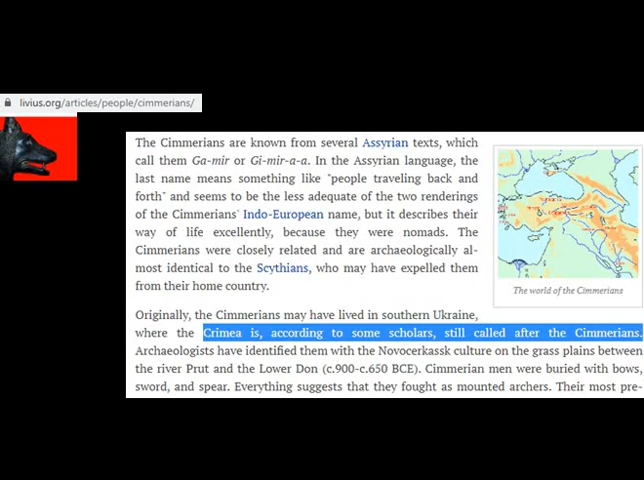 livius.org/articles/people/cimmerians/
The Cimmerians are known from several Assyrian texts, which
call them Ga-mir or Gi-mir-a-a. In the Assyrian language, the
last name means something like "people traveling back and
forth" and seems to be the less adequate of the two renderings
of the Cimmerians' Indo-European name, but it describes their
way of life excellently, because they were nomads. The
Cimmerians were closely related and are archaeologically al-
most identical to the Scythians, who may have expelled them
from their home country.
The world of the Cimmerians
Originally, the Cimmerians may have lived in southern Ukraine,
where the Crimea is, according to some scholars, still called after the Cimmerians.
Archaeologists have identified them with the Novocerkassk culture on the grass plains between
the river Prut and the Lower Don (c.900-c.650 BCE). Cimmerian men were buried with bows,
sword, and spear. Everything suggests that they fought as mounted archers. Their most pre-